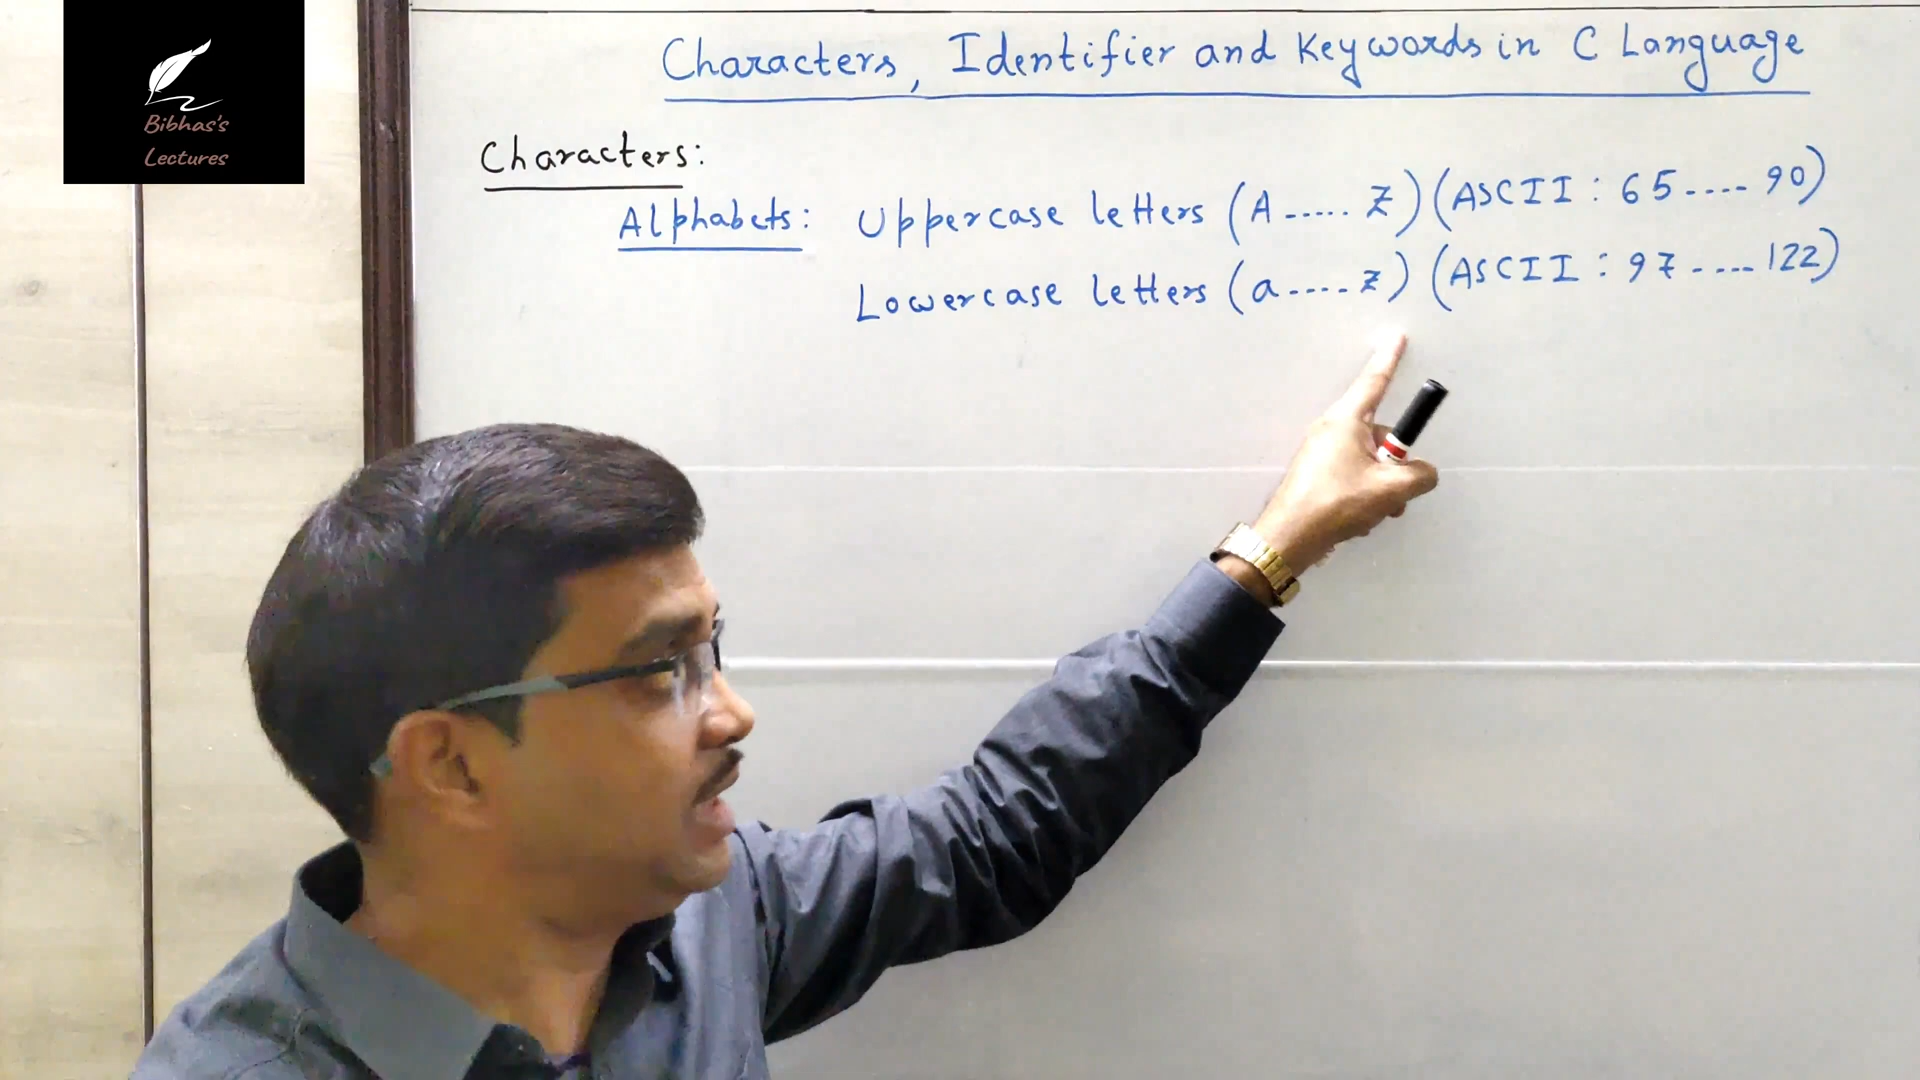 Bibhas's
Lectures
Characters, Identifier and Keywords in C Language
Characters:
Alphabets: Uppercase letters (A ..... Z) (ASCII : 65 .... 90)
Lowercase letters (a .... z) (ASCII : 97 ..... 122)